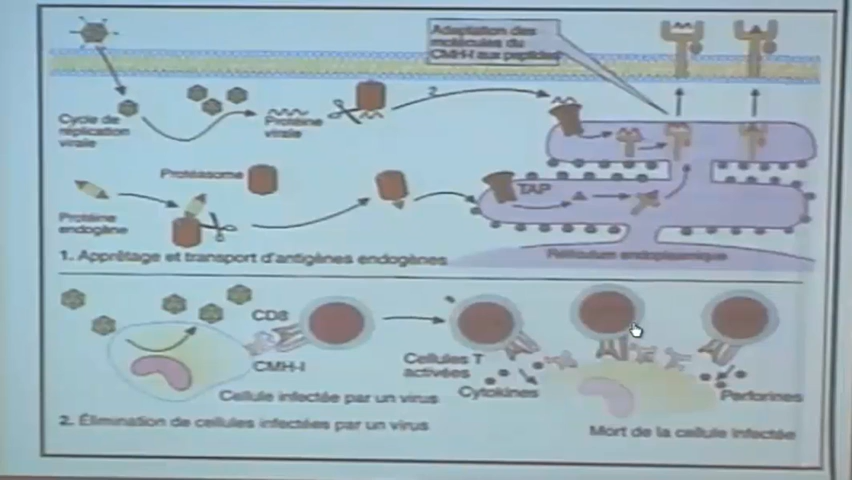 Adaptation des
molécules du
CMH-I aux peptides
2
Cycle de
réplication
virale
Protéine
virale
Protéasome
TAP
Protéine
endogène
1. Apprêtage et transport d'antigènes endogènes
Réticulum endoplasmique
CD8
CMH-I
Cellules T
activées
Cytokines
Perforines
Cellule infectée par un virus
2. Élimination de cellules infectées par un virus
Mort de la cellule infectée